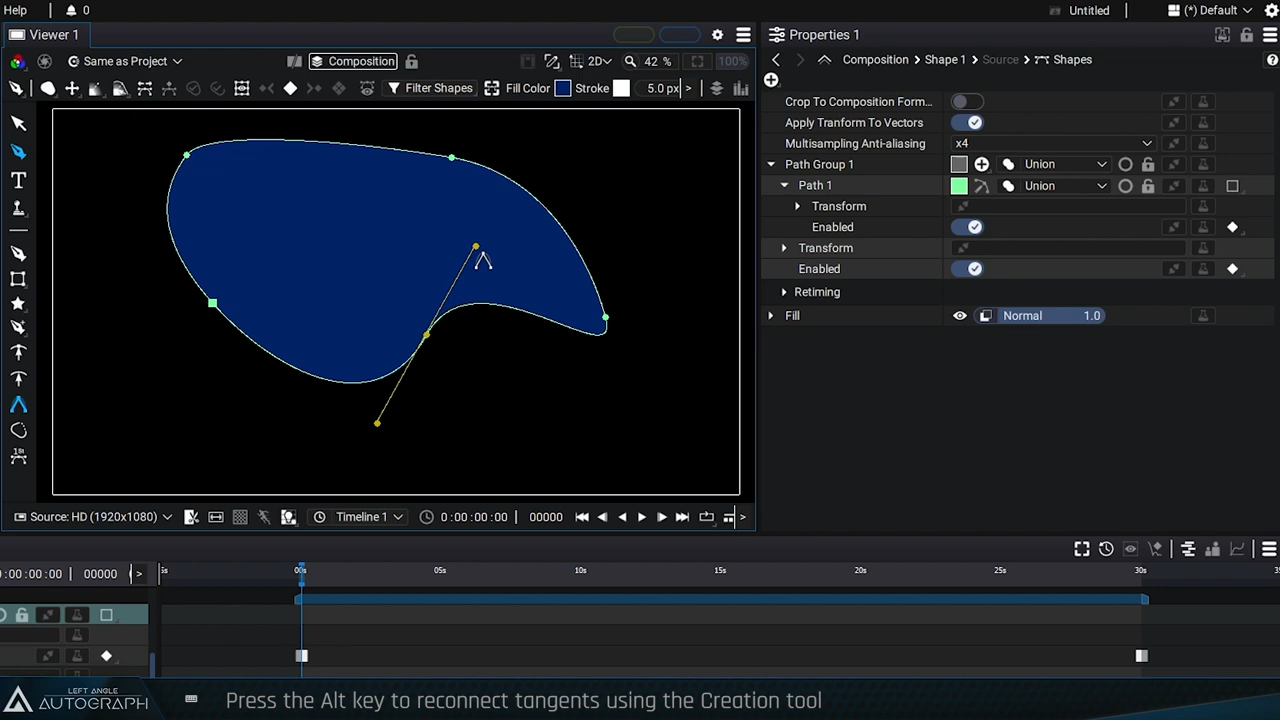 Help 0 Untitled (*) Default
Viewer 1 Properties 1
Same as Project Composition 2D 42 % 100%
Composition Shape 1 Source Shapes
Filter Shapes Fill Color Stroke 5.0 px >
Crop To Composition Form...
Apply Tranform To Vectors
Multisampling Anti-aliasing x4
Path Group 1 Union
Path 1 Union
Transform
Enabled
Transform
Enabled
Retiming
Fill Normal 1.0
T
1St
Source: HD (1920x1080) Timeline 1 0:00:00:00 00000 >
0:00:00:00 00000 > 5s 00s 05s 10s 15s 20s 25s 30s 35
LEFT ANGLE
AUTOGRAPH
Press the Alt key to reconnect tangents using the Creation tool